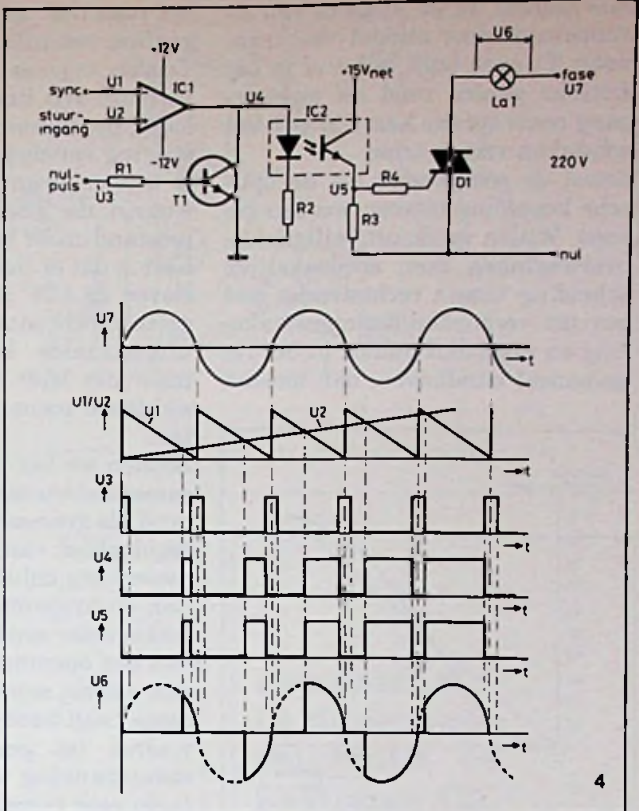 +12V
U6
+15Vnet
sync.
U1
IC1
fase
U4
La1
U7
U2
IC2
stuur-
ingang
-12V
220 V
nul-
puls
R1
U5
R4
D1
U3
T1
R2
R3
nul
U7
t
U1/U2
U1
U2
t
U3
t
U4
t
U5
t
U6
t
4